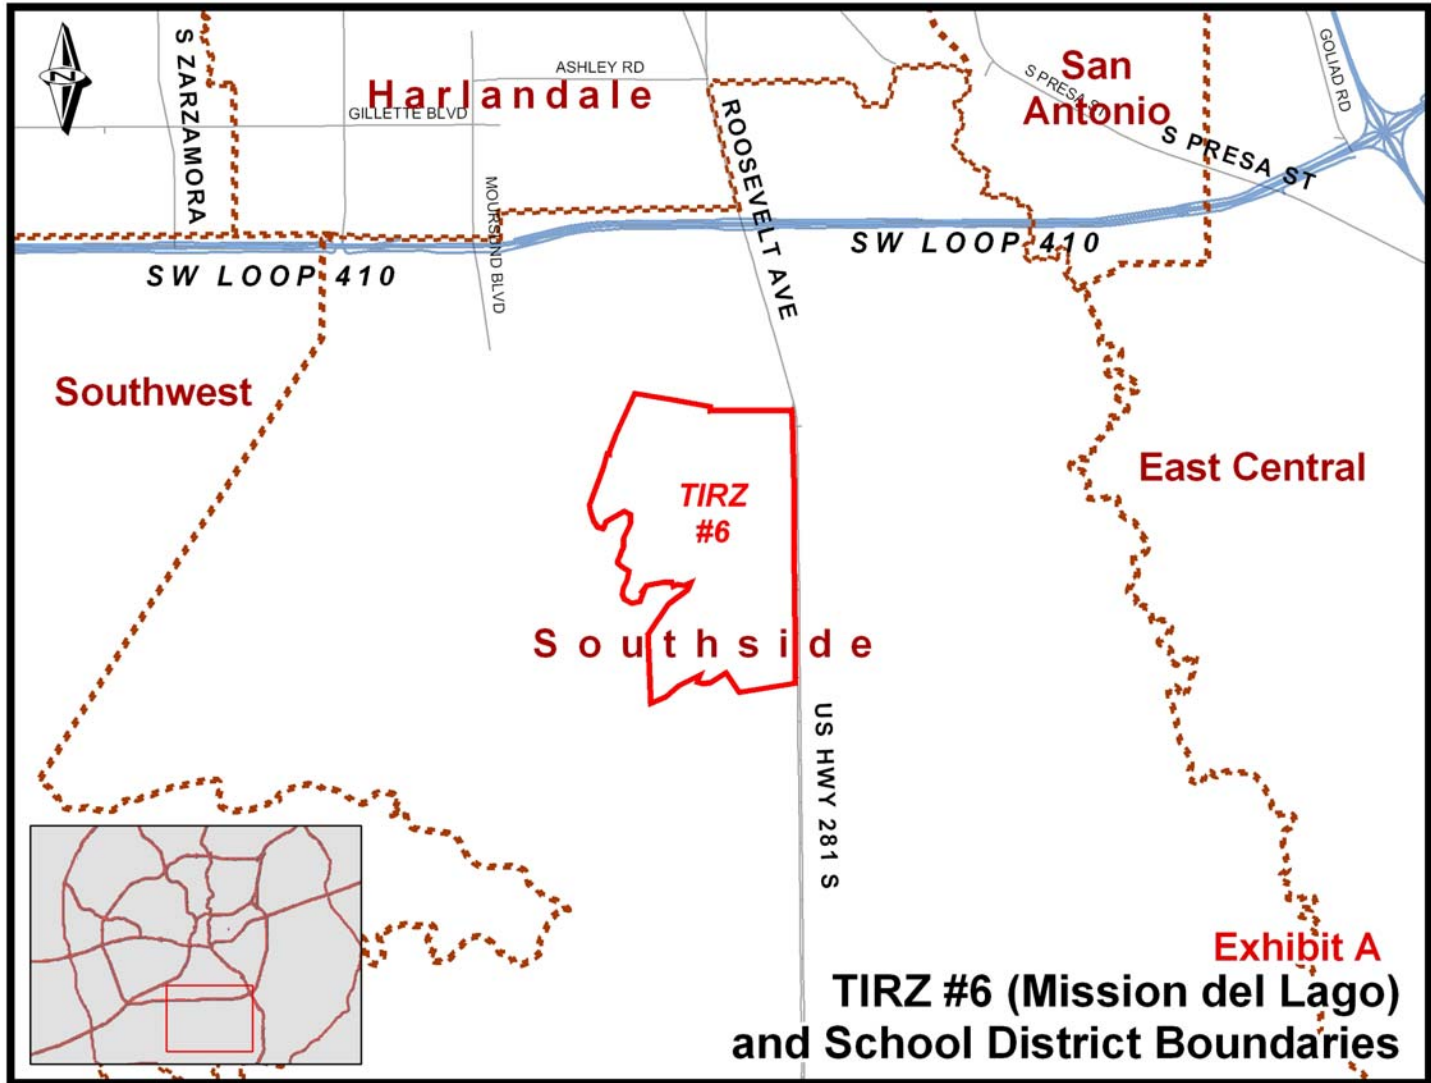 S ZARZAMORA
Harlandale
ASHLEY RD
GILLETTE BLVD
MOURSUND BLVD
ROOSEVELT AVE
San
Antonio
S PRESA ST
S PRESA ST
GOLIAD RD
SW LOOP 410
SW LOOP 410
Southwest
TIRZ
#6
East Central
Southside
US HWY 281 S
Exhibit A
TIRZ #6 (Mission del Lago)
and School District Boundaries
N